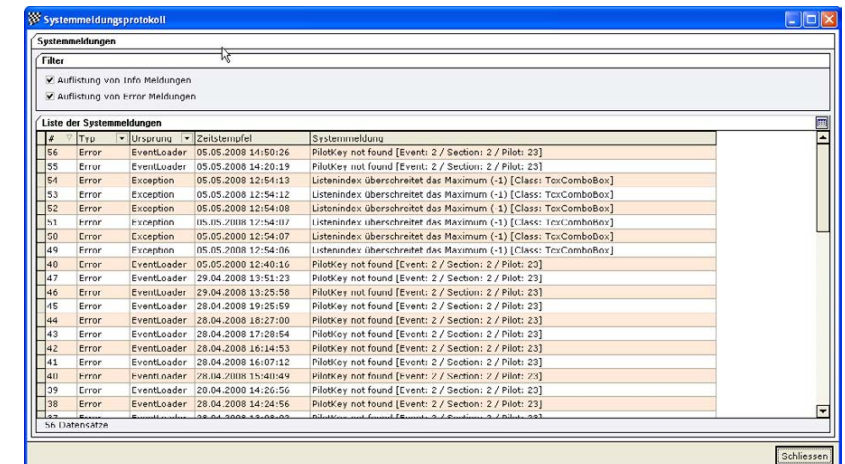 Systemmeldungsprotokoll
Systemmeldungen
Filter
Auflistung von Info Meldungen
Auflistung von Error Meldungen
Liste der Systemmeldungen
# Typ Ursprung Zeitstempfel Systemmeldung
56 Error EventLoader 05.05.2008 14:50:26 PilotKey not found [Event: 2 / Section: 2 / Pilot: 23]
55 Error EventLoader 05.05.2008 14:20:19 PilotKey not found [Event: 2 / Section: 2 / Pilot: 23]
54 Error Exception 05.05.2008 12:54:13 Listenindex überschreitet das Maximum (-1) [Class: TcxComboBox]
53 Error Exception 05.05.2008 12:54:12 Listenindex überschreitet das Maximum (-1) [Class: TcxComboBox]
52 Error Exception 05.05.2008 12:54:08 Listenindex überschreitet das Maximum (-1) [Class: TcxComboBox]
51 Error Exception 05.05.2008 12:54:07 Listenindex überschreitet das Maximum (-1) [Class: TcxComboBox]
50 Error Exception 05.05.2008 12:54:07 Listenindex überschreitet das Maximum (-1) [Class: TcxComboBox]
49 Error Exception 05.05.2008 12:54:06 Listenindex überschreitet das Maximum (-1) [Class: TcxComboBox]
48 Error EventLoader 05.05.2008 12:40:16 PilotKey not found [Event: 2 / Section: 2 / Pilot: 23]
47 Error EventLoader 29.04.2008 13:51:23 PilotKey not found [Event: 2 / Section: 2 / Pilot: 23]
46 Error EventLoader 29.04.2008 13:25:58 PilotKey not found [Event: 2 / Section: 2 / Pilot: 23]
45 Error EventLoader 28.04.2008 19:25:59 PilotKey not found [Event: 2 / Section: 2 / Pilot: 23]
44 Error EventLoader 28.04.2008 18:27:00 PilotKey not found [Event: 2 / Section: 2 / Pilot: 23]
43 Error EventLoader 28.04.2008 17:28:54 PilotKey not found [Event: 2 / Section: 2 / Pilot: 23]
42 Error EventLoader 28.04.2008 16:14:53 PilotKey not found [Event: 2 / Section: 2 / Pilot: 23]
41 Error EventLoader 28.04.2008 16:07:12 PilotKey not found [Event: 2 / Section: 2 / Pilot: 23]
40 Error EventLoader 28.04.2008 15:40:49 PilotKey not found [Event: 2 / Section: 2 / Pilot: 23]
39 Error EventLoader 28.04.2008 14:26:56 PilotKey not found [Event: 2 / Section: 2 / Pilot: 23]
38 Error EventLoader 28.04.2008 14:24:56 PilotKey not found [Event: 2 / Section: 2 / Pilot: 23]
37 Error EventLoader PilotKey not found [Event: 2 / Section: 2 / Pilot: 23]
56 Datensätze
Schliessen